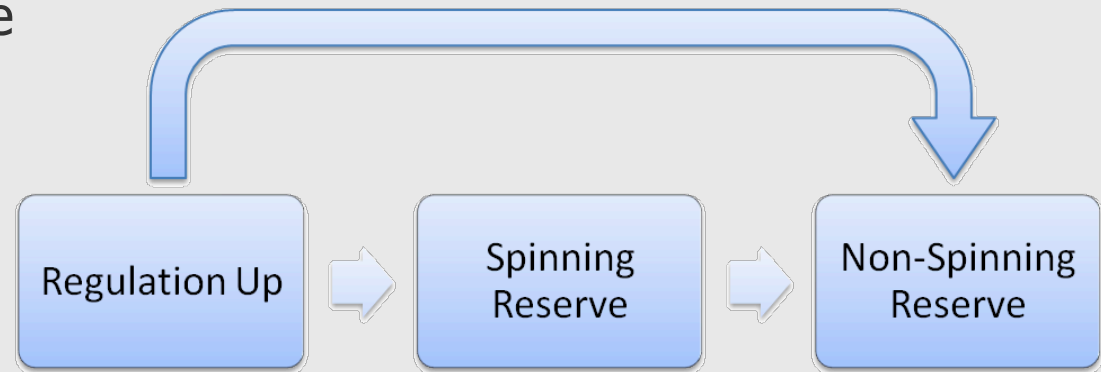 e
Regulation Up
Spinning
Reserve
Non-Spinning
Reserve